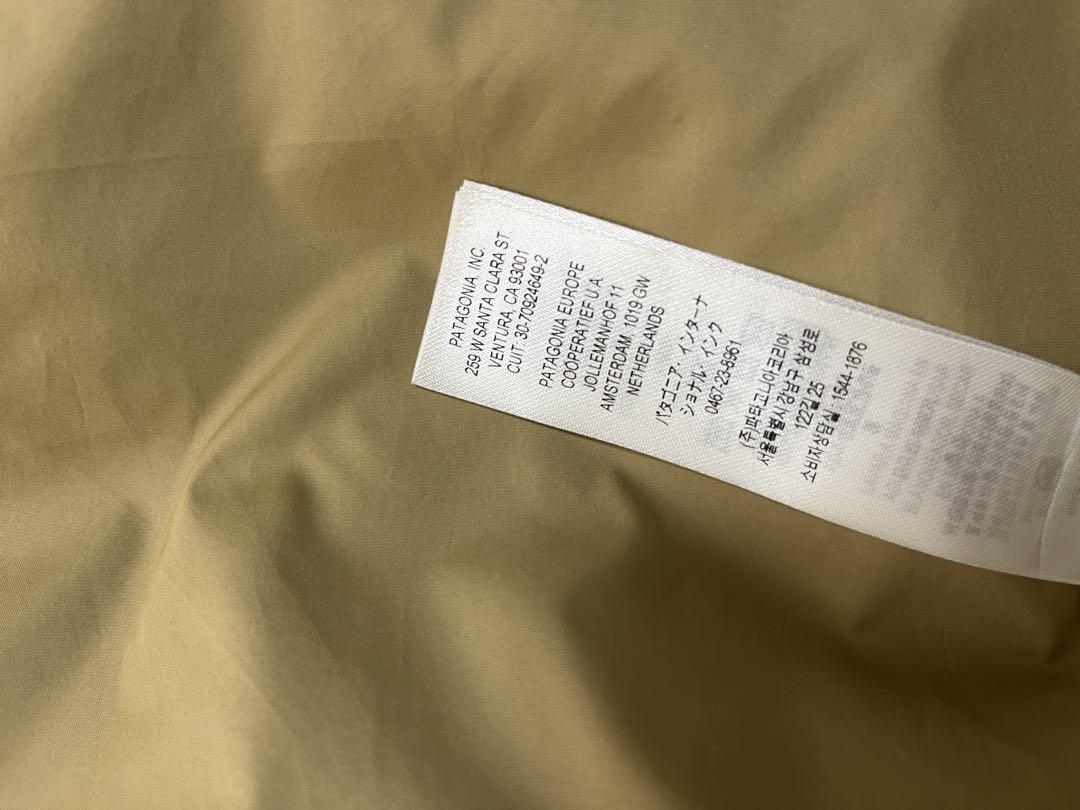 PATAGONIA, INC.
259 W SANTA CLARA ST
VENTURA, CA 93001
CUIT 30-70924649-2
PATAGONIA EUROPE
COOPERATIEF U.A.
JOLLEMANHOF 11
AMSTERDAM, 1019 GW
NETHERLANDS
パタゴニア・インターナ
ショナル・インク
0467-23-8961
(주)파타고니아코리아
서울특별시 강남구 삼성로
122길 25
소비자상담실: 1544-1876